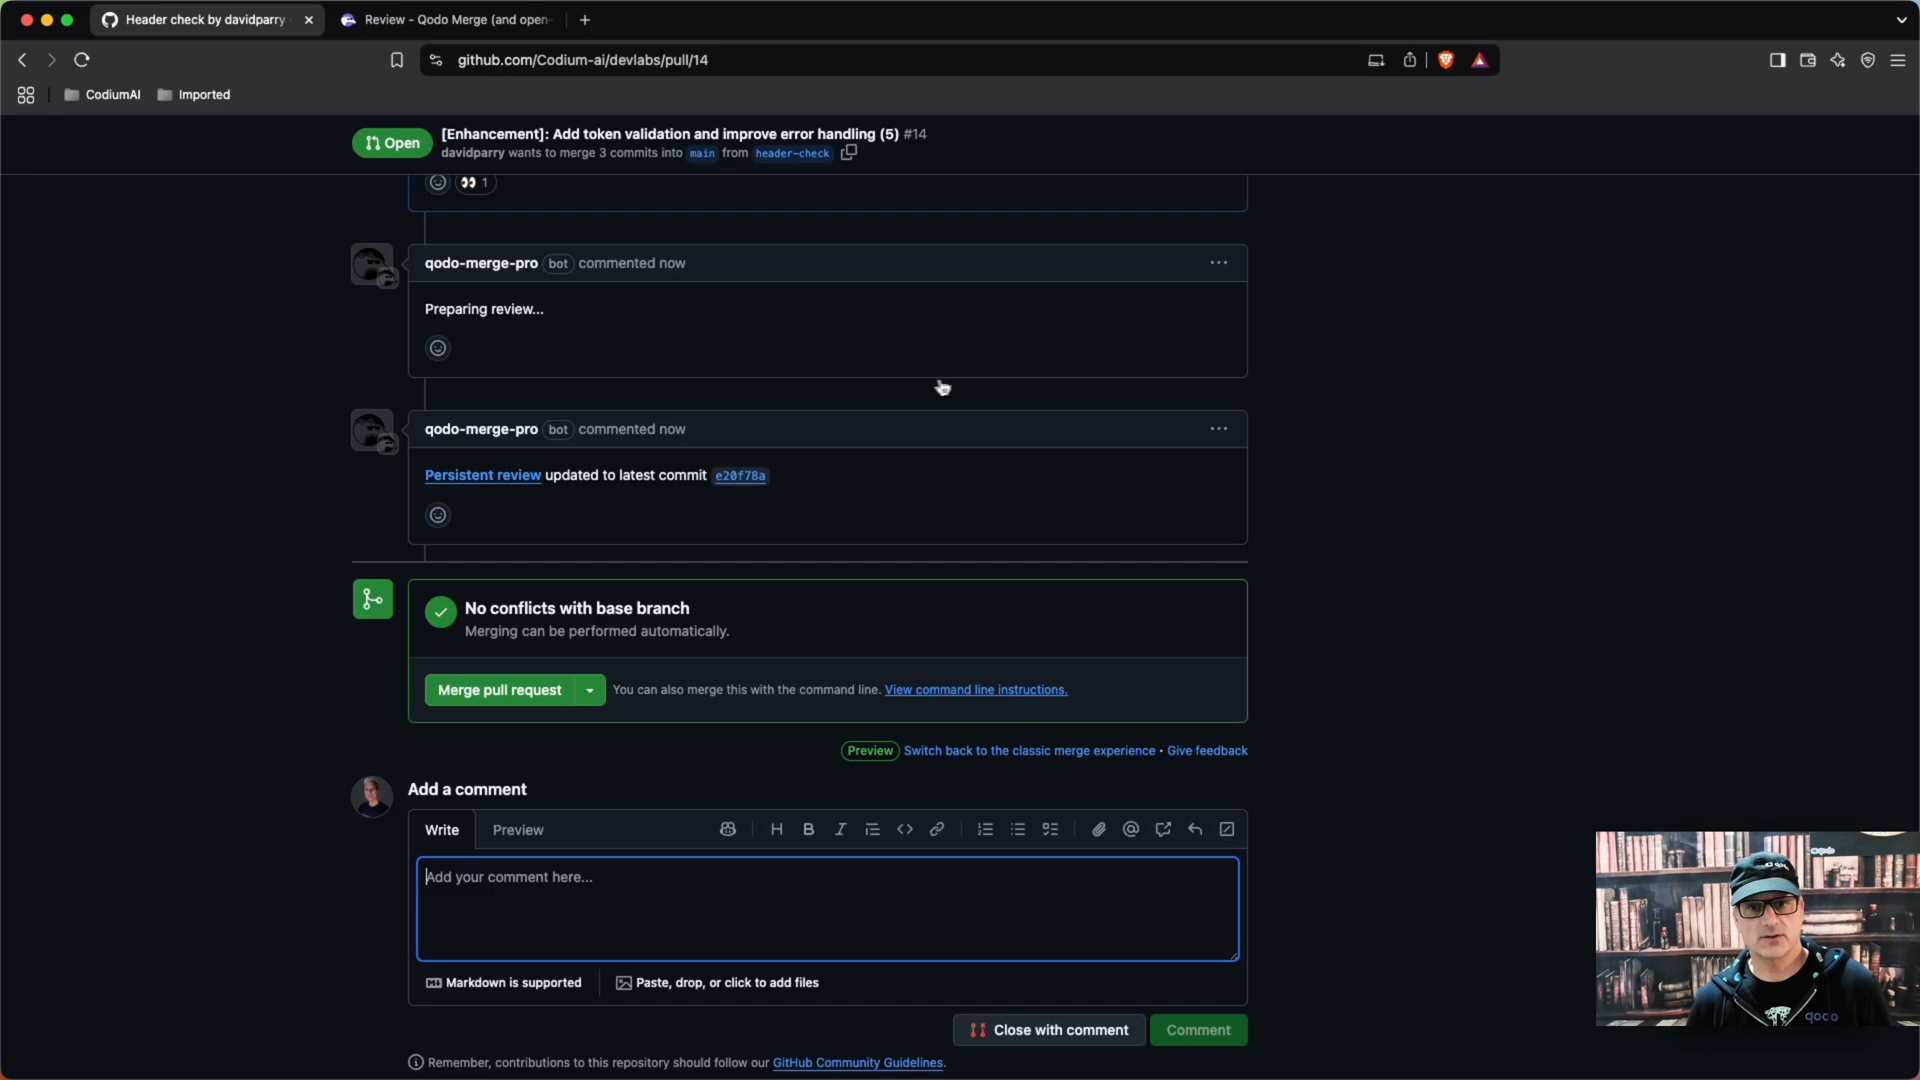 Header check by davidparry
Review - Qodo Merge (and open-
github.com/Codium-ai/devlabs/pull/14
CodiumAI
Imported
Open
[Enhancement]: Add token validation and improve error handling (5) #14
davidparry wants to merge 3 commits into main from header-check
1
qodo-merge-pro bot commented now
Preparing review...
qodo-merge-pro bot commented now
Persistent review updated to latest commit e20f78a
No conflicts with base branch
Merging can be performed automatically.
Merge pull request
You can also merge this with the command line. View command line instructions.
Preview Switch back to the classic merge experience • Give feedback
Add a comment
Write
Preview
Add your comment here...
Markdown is supported
Paste, drop, or click to add files
Close with comment
Comment
Remember, contributions to this repository should follow our GitHub Community Guidelines.
qodo